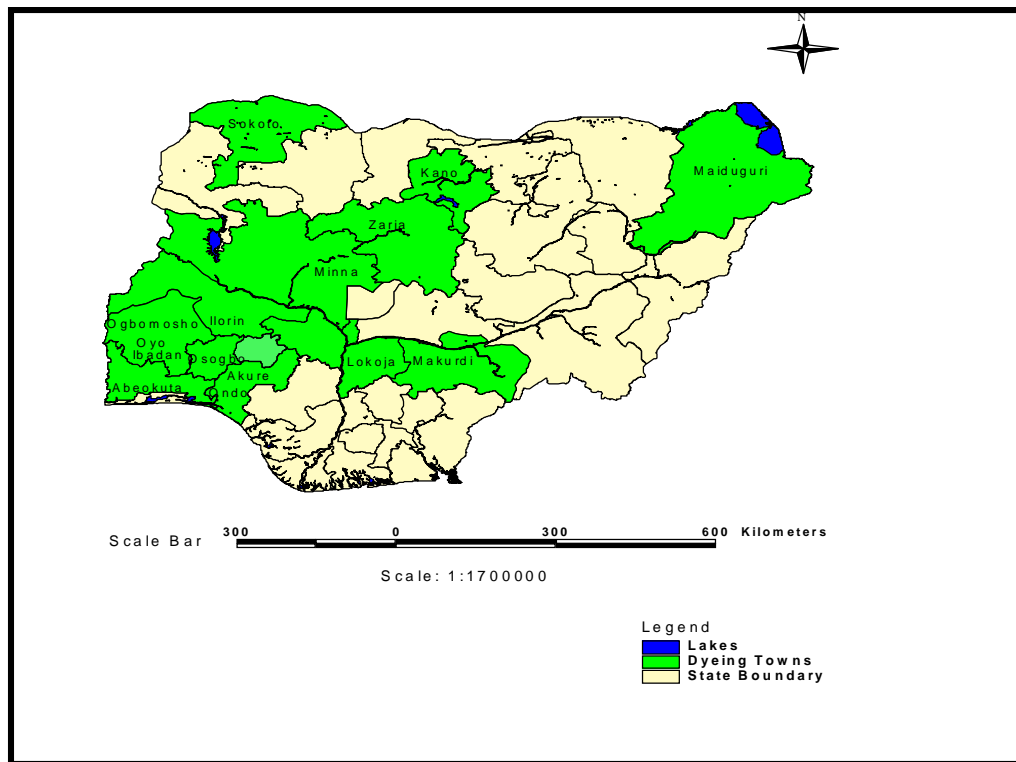 N
Sokoto
Kano
Maiduguri
Zaria
Minna
Ogbomosho
Ilorin
Oyo
Ibadan
Osogbo
Lokoja
Makurdi
Akure
Abeokuta
Ondo
300 0 300 600 Kilometers
Scale Bar
Scale: 1:1700000
Legend
Lakes
Dyeing Towns
State Boundary